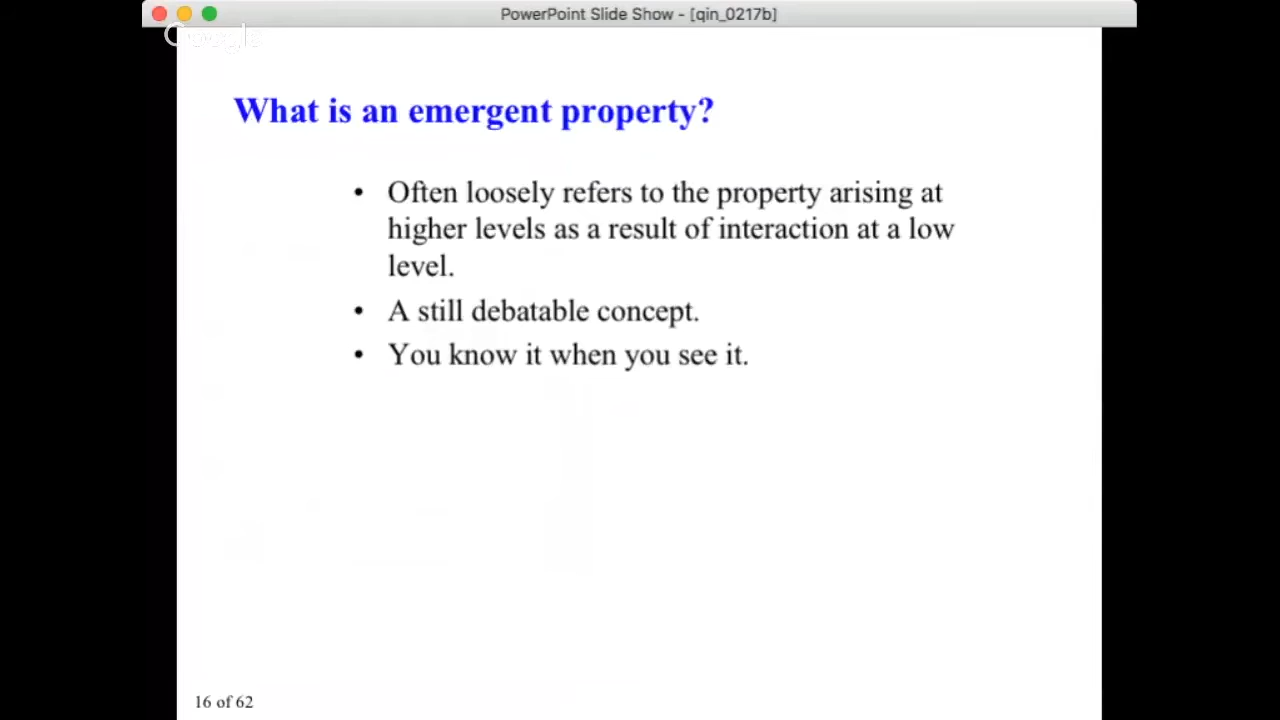 PowerPoint Slide Show - [qin_0217b]
Google
What is an emergent property?
• Often loosely refers to the property arising at
higher levels as a result of interaction at a low
level.
• A still debatable concept.
• You know it when you see it.
16 of 62